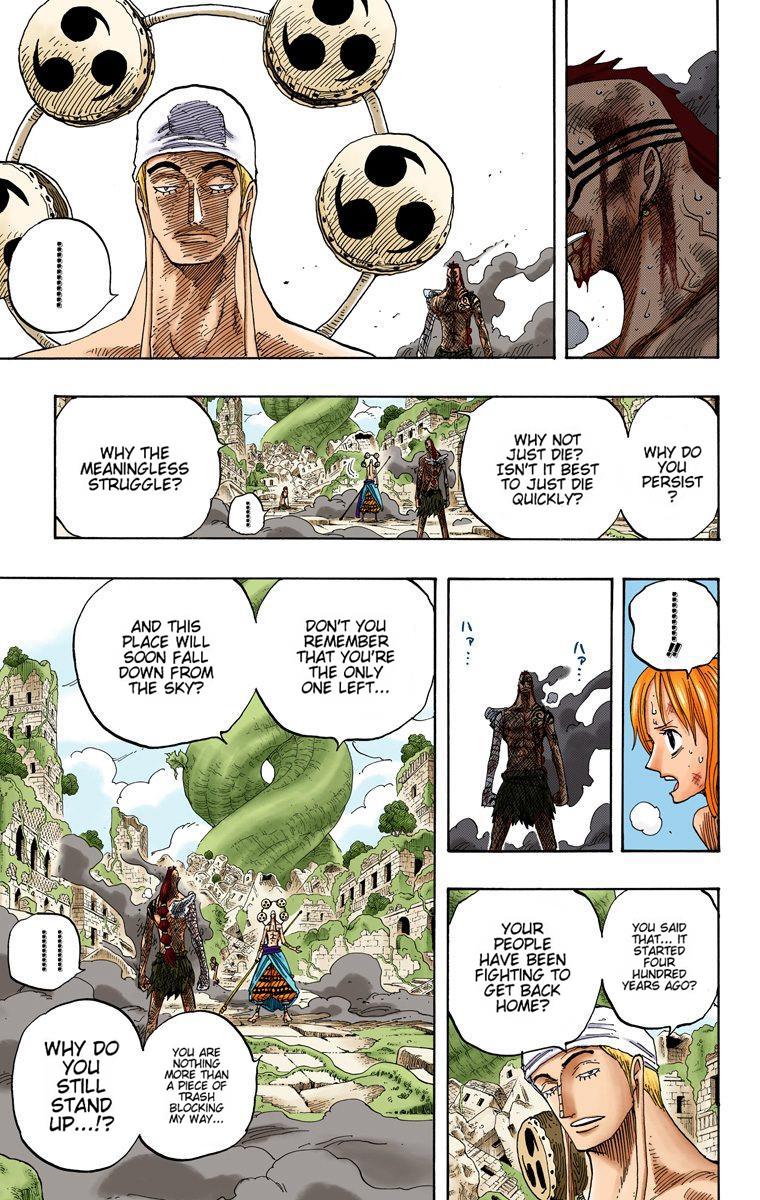 ............
WHY DO
YOU
PERSIST
?
WHY NOT
JUST DIE?
ISN'T IT BEST
TO JUST DIE
QUICKLY?
......
WHY THE
MEANINGLESS
STRUGGLE?
............!!
ハァ…
ハァ…
YOU SAID
THAT... IT
STARTED
FOUR
HUNDRED
YEARS AGO?
YOUR
PEOPLE
HAVE BEEN
FIGHTING TO
GET BACK
HOME?
DON'T YOU
REMEMBER
THAT YOU'RE
THE ONLY
ONE LEFT...
AND THIS
PLACE WILL
SOON FALL
DOWN FROM
THE SKY?
............
YOU ARE
NOTHING
MORE THAN
A PIECE OF
TRASH
BLOCKING
MY WAY...
WHY DO
YOU
STILL
STAND
UP...!?